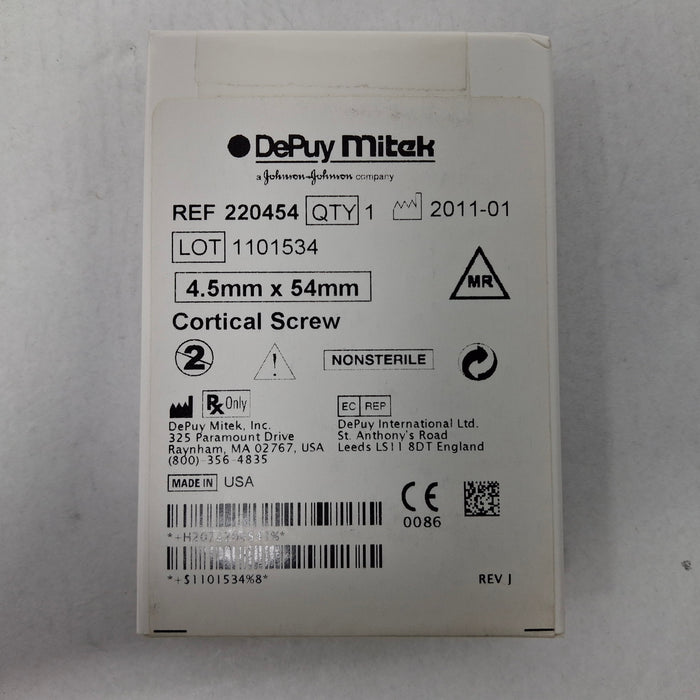 DePuy Mitek
a Johnson & Johnson company
REF 220454 QTY 1 2011-01
LOT 1101534
4.5mm x 54mm
MR
Cortical Screw
2 ! NONSTERILE
Rx Only EC REP
DePuy Mitek, Inc.
325 Paramount Drive
Raynham, MA 02767, USA
(800) 356-4835
DePuy International Ltd.
St. Anthony's Road
Leeds LS11 8DT England
MADE IN USA
CE
0086
*+$1101534%8*
REV J